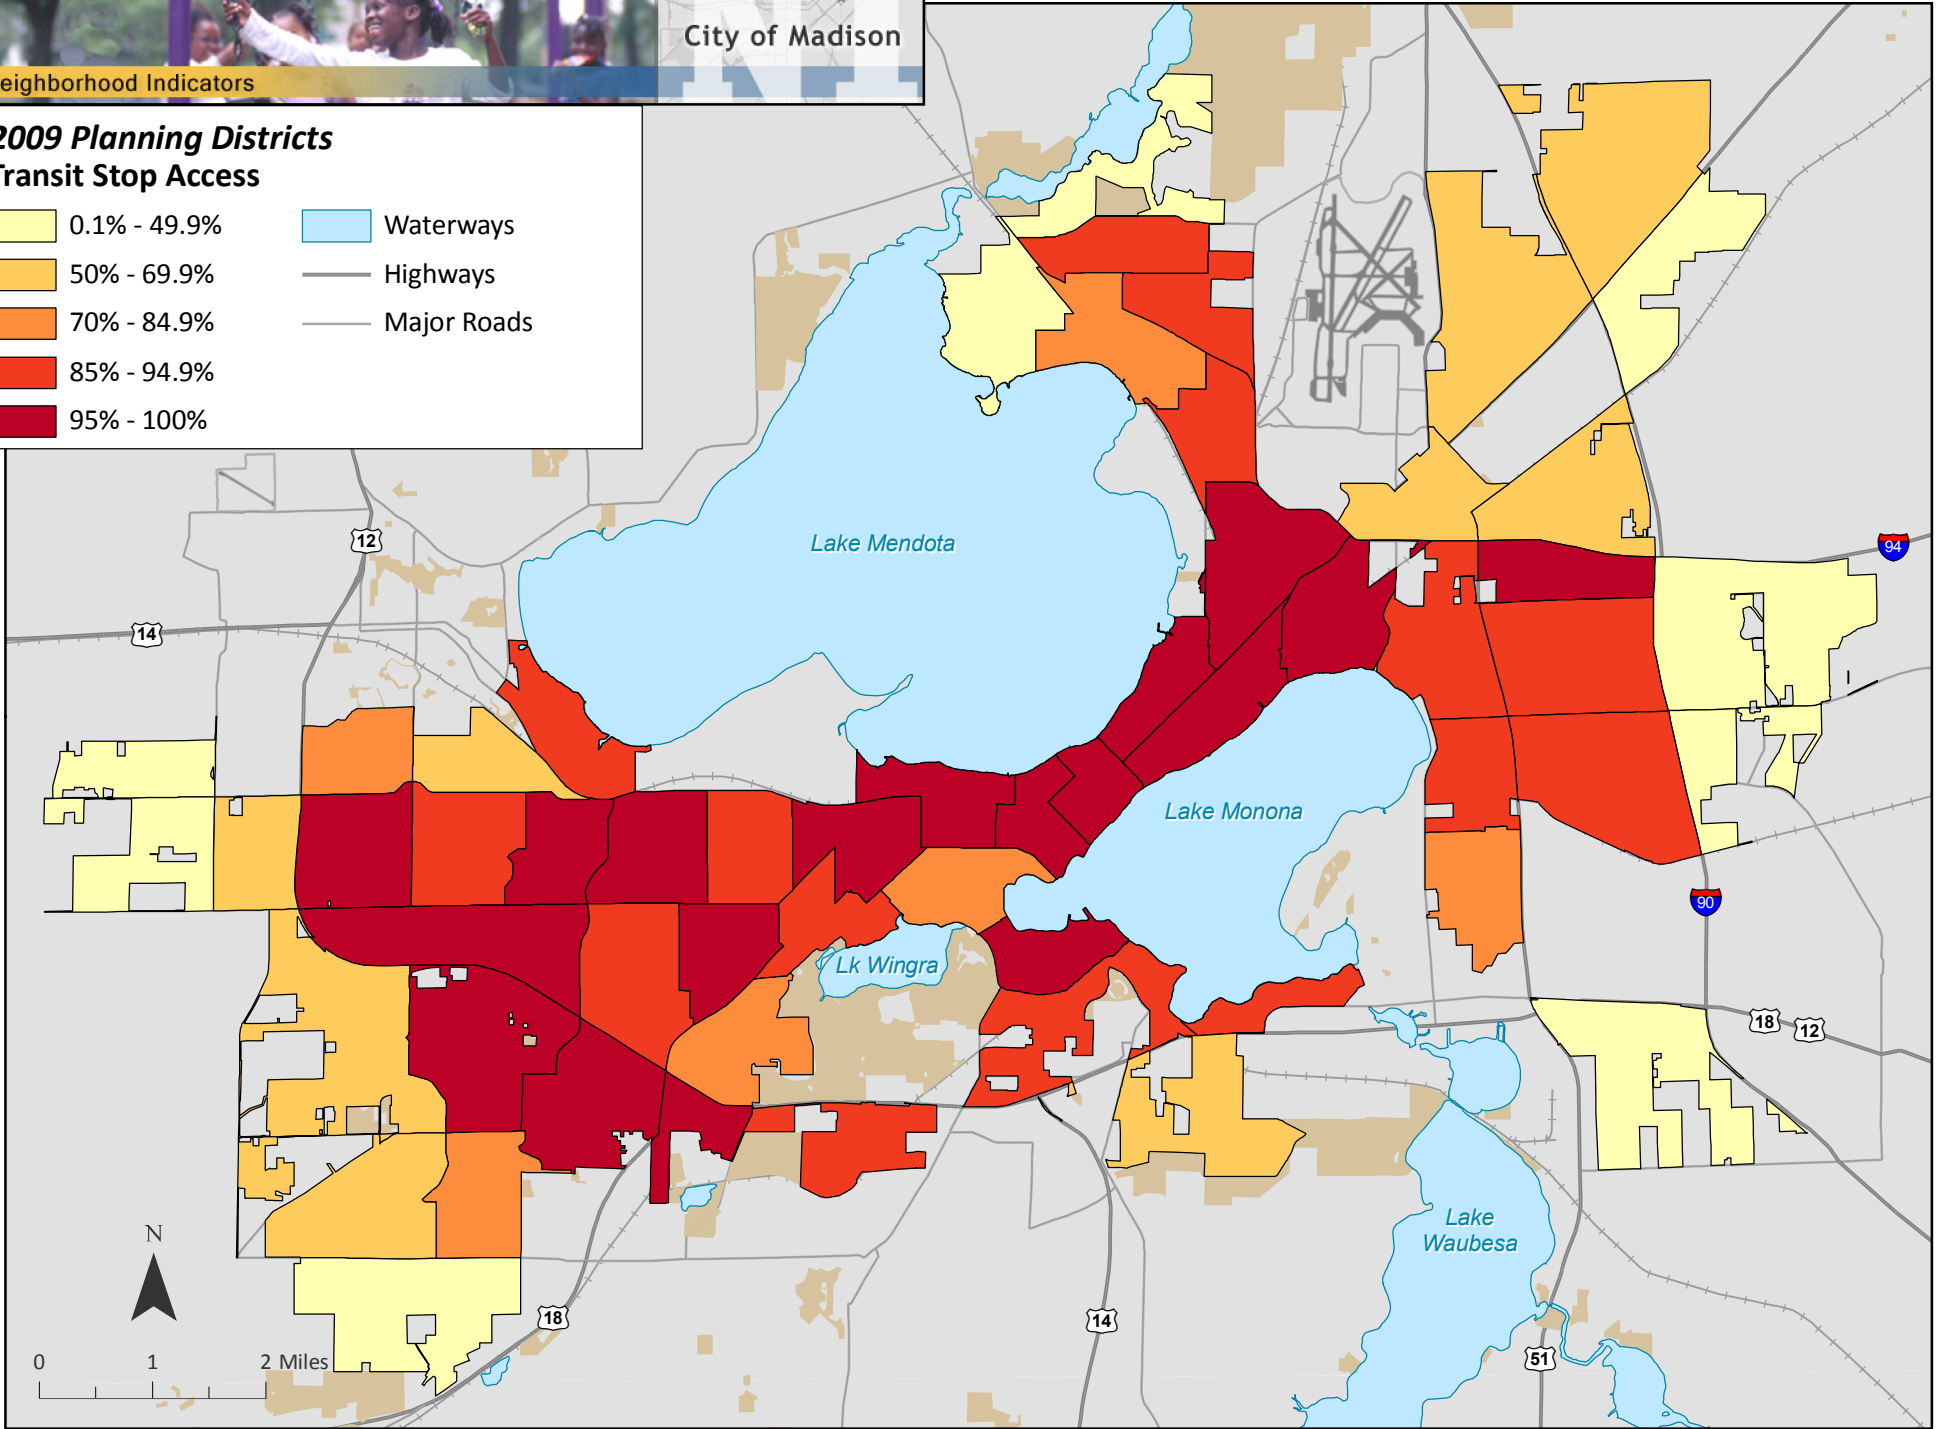 City of Madison
eighborhood Indicators
2009 Planning Districts
Transit Stop Access
0.1% - 49.9%
50% - 69.9%
70% - 84.9%
85% - 94.9%
95% - 100%
Waterways
Highways
Major Roads
12
14
Lake Mendota
94
Lake Monona
90
Lk Wingra
18
12
Lake
Waubesa
N
18
14
51
0 1 2 Miles